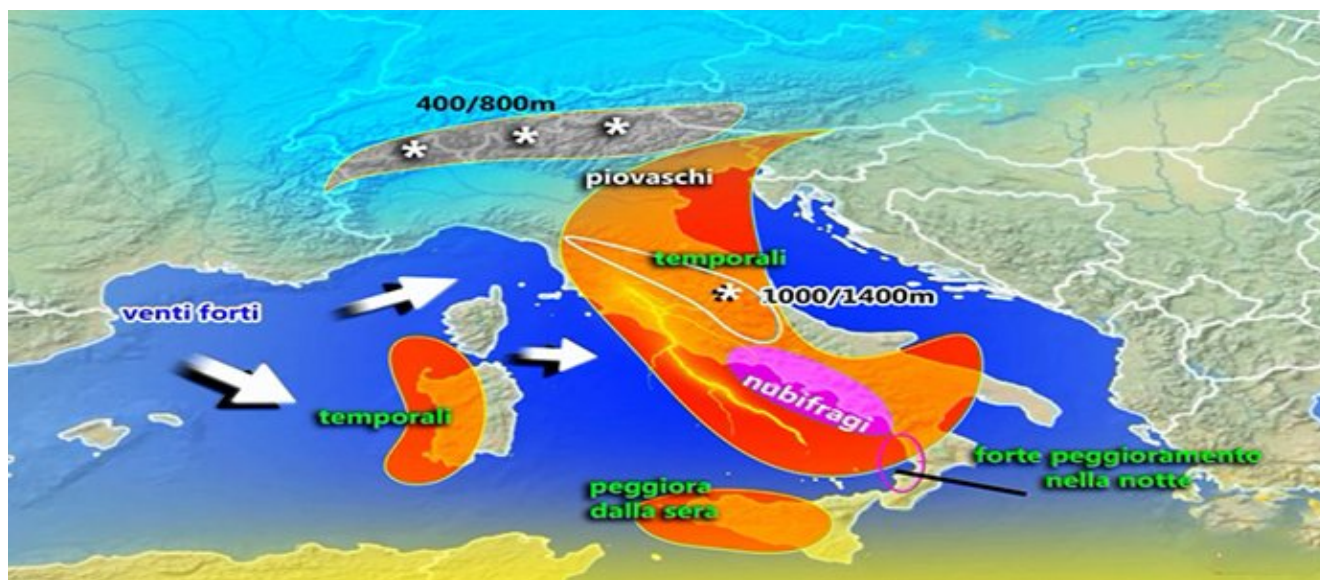 400/800m
piovaschi
temporali
1000/1400m
venti forti
nubifragi
temporali
forte peggioramento
nella notte
peggiora
dalla sera